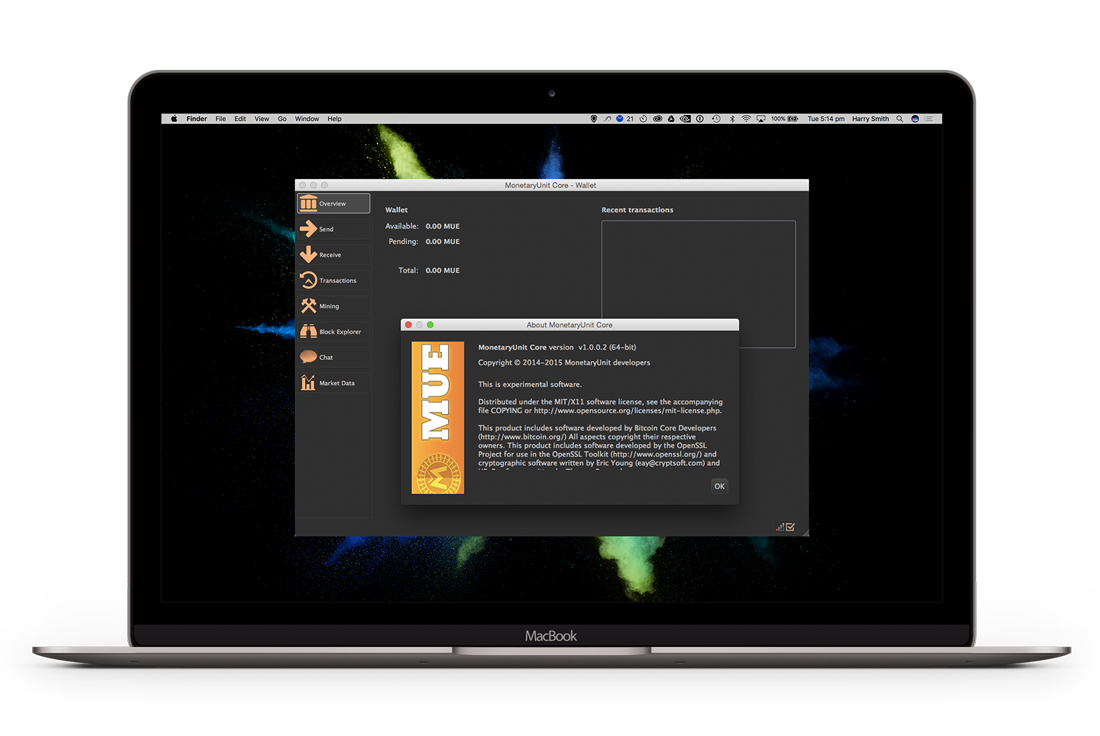 Finder File Edit View Go Window Help 21 100% Tue 5:14 pm Harry Smith
MonetaryUnit Core - Wallet
Overview
Send
Receive
Transactions
Mining
Block Explorer
Chat
Market Data
Wallet
Available: 0.00 MUE
Pending: 0.00 MUE
Total: 0.00 MUE
Recent transactions
About MonetaryUnit Core
MUE
MonetaryUnit Core version v1.0.0.2 (64-bit)
Copyright © 2014-2015 MonetaryUnit developers
This is experimental software.
Distributed under the MIT/X11 software license, see the accompanying
file COPYING or http://www.opensource.org/licenses/mit-license.php.
This product includes software developed by Bitcoin Core Developers
(http://www.bitcoin.org/) All aspects copyright their respective
owners. This product includes software developed by the OpenSSL
Project for use in the OpenSSL Toolkit (http://www.openssl.org/) and
cryptographic software written by Eric Young (eay@cryptsoft.com) and
OK
MacBook